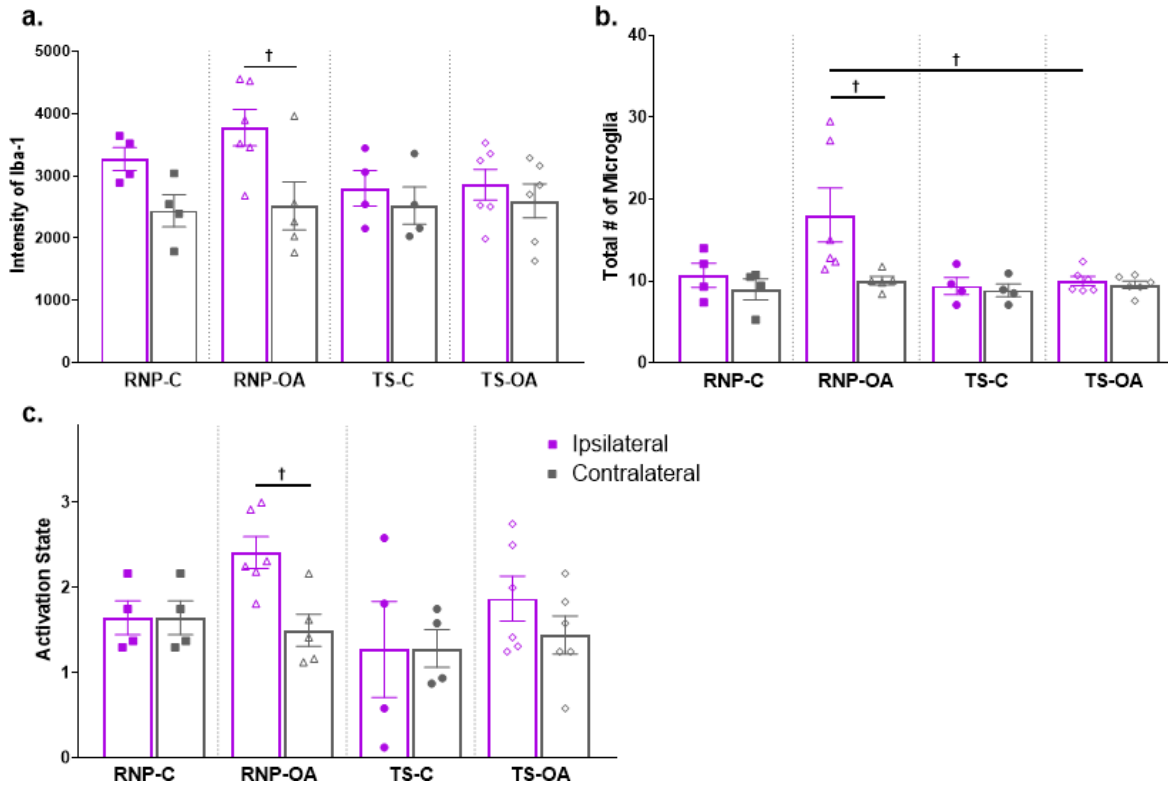 a.
†
Intensity of Iba-1
5000
4000
3000
2000
1000
0
RNP-C RNP-OA TS-C TS-OA
b.
†
†
Total # of Microglia
40
30
20
10
0
RNP-C RNP-OA TS-C TS-OA
c.
Ipsilateral
Contralateral
†
Activation State
3
2
1
0
RNP-C RNP-OA TS-C TS-OA